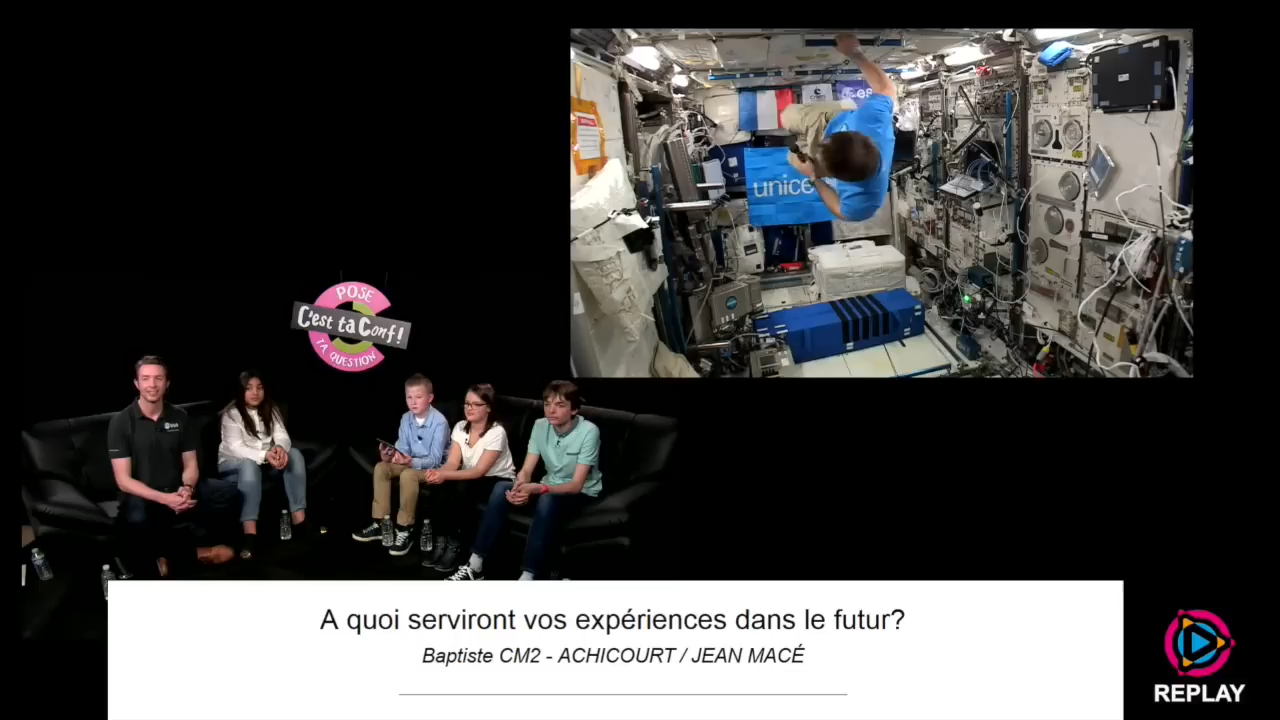 unice
POSE
C'est ta Conf!
TA QUESTION
A quoi serviront vos expériences dans le futur?
Baptiste CM2 - ACHICOURT / JEAN MACÉ
REPLAY